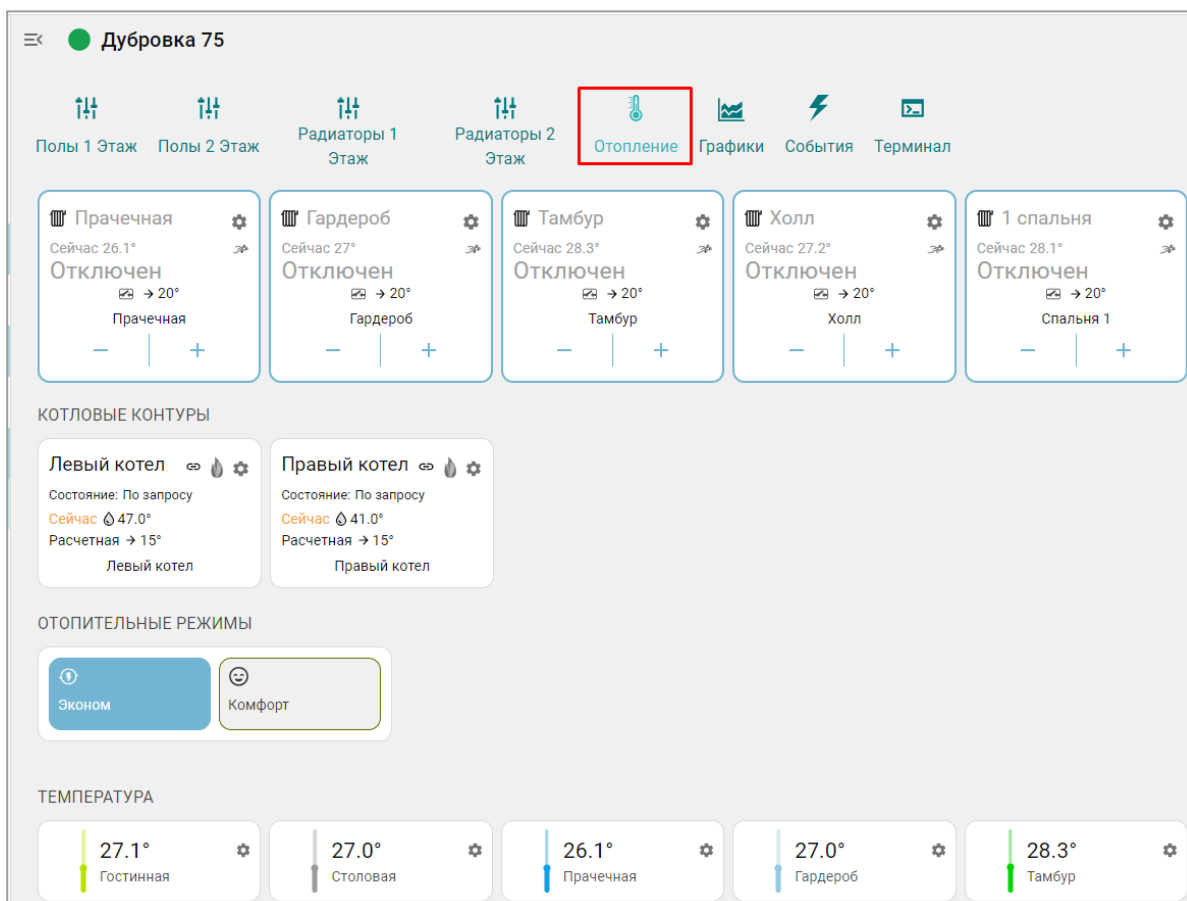 Дубровка 75
Полы 1 Этаж
Полы 2 Этаж
Радиаторы 1
Этаж
Радиаторы 2
Этаж
Отопление
Графики
События
Терминал
Прачечная
Сейчас 26.1°
Отключен
→ 20°
Прачечная
− +
Гардероб
Сейчас 27°
Отключен
→ 20°
Гардероб
− +
Тамбур
Сейчас 28.3°
Отключен
→ 20°
Тамбур
− +
Холл
Сейчас 27.2°
Отключен
→ 20°
Холл
− +
1 спальня
Сейчас 28.1°
Отключен
→ 20°
Спальня 1
− +
КОТЛОВЫЕ КОНТУРЫ
Левый котел
Состояние: По запросу
Сейчас 47.0°
Расчетная → 15°
Левый котел
Правый котел
Состояние: По запросу
Сейчас 41.0°
Расчетная → 15°
Правый котел
ОТОПИТЕЛЬНЫЕ РЕЖИМЫ
Эконом
Комфорт
ТЕМПЕРАТУРА
27.1°
Гостинная
27.0°
Столовая
26.1°
Прачечная
27.0°
Гардероб
28.3°
Тамбур